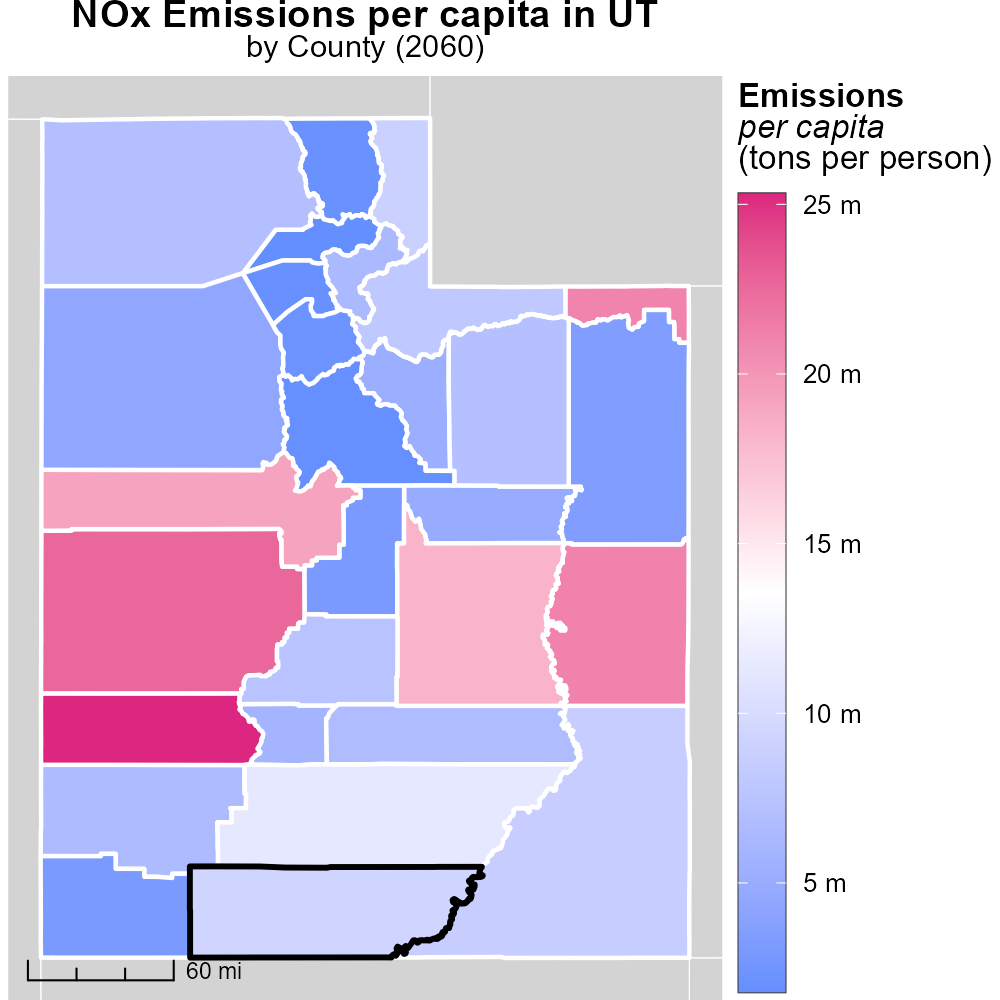 NOx Emissions per capita in UT
by County (2060)
Emissions
per capita
(tons per person)
25 m
20 m
15 m
10 m
5 m
60 mi